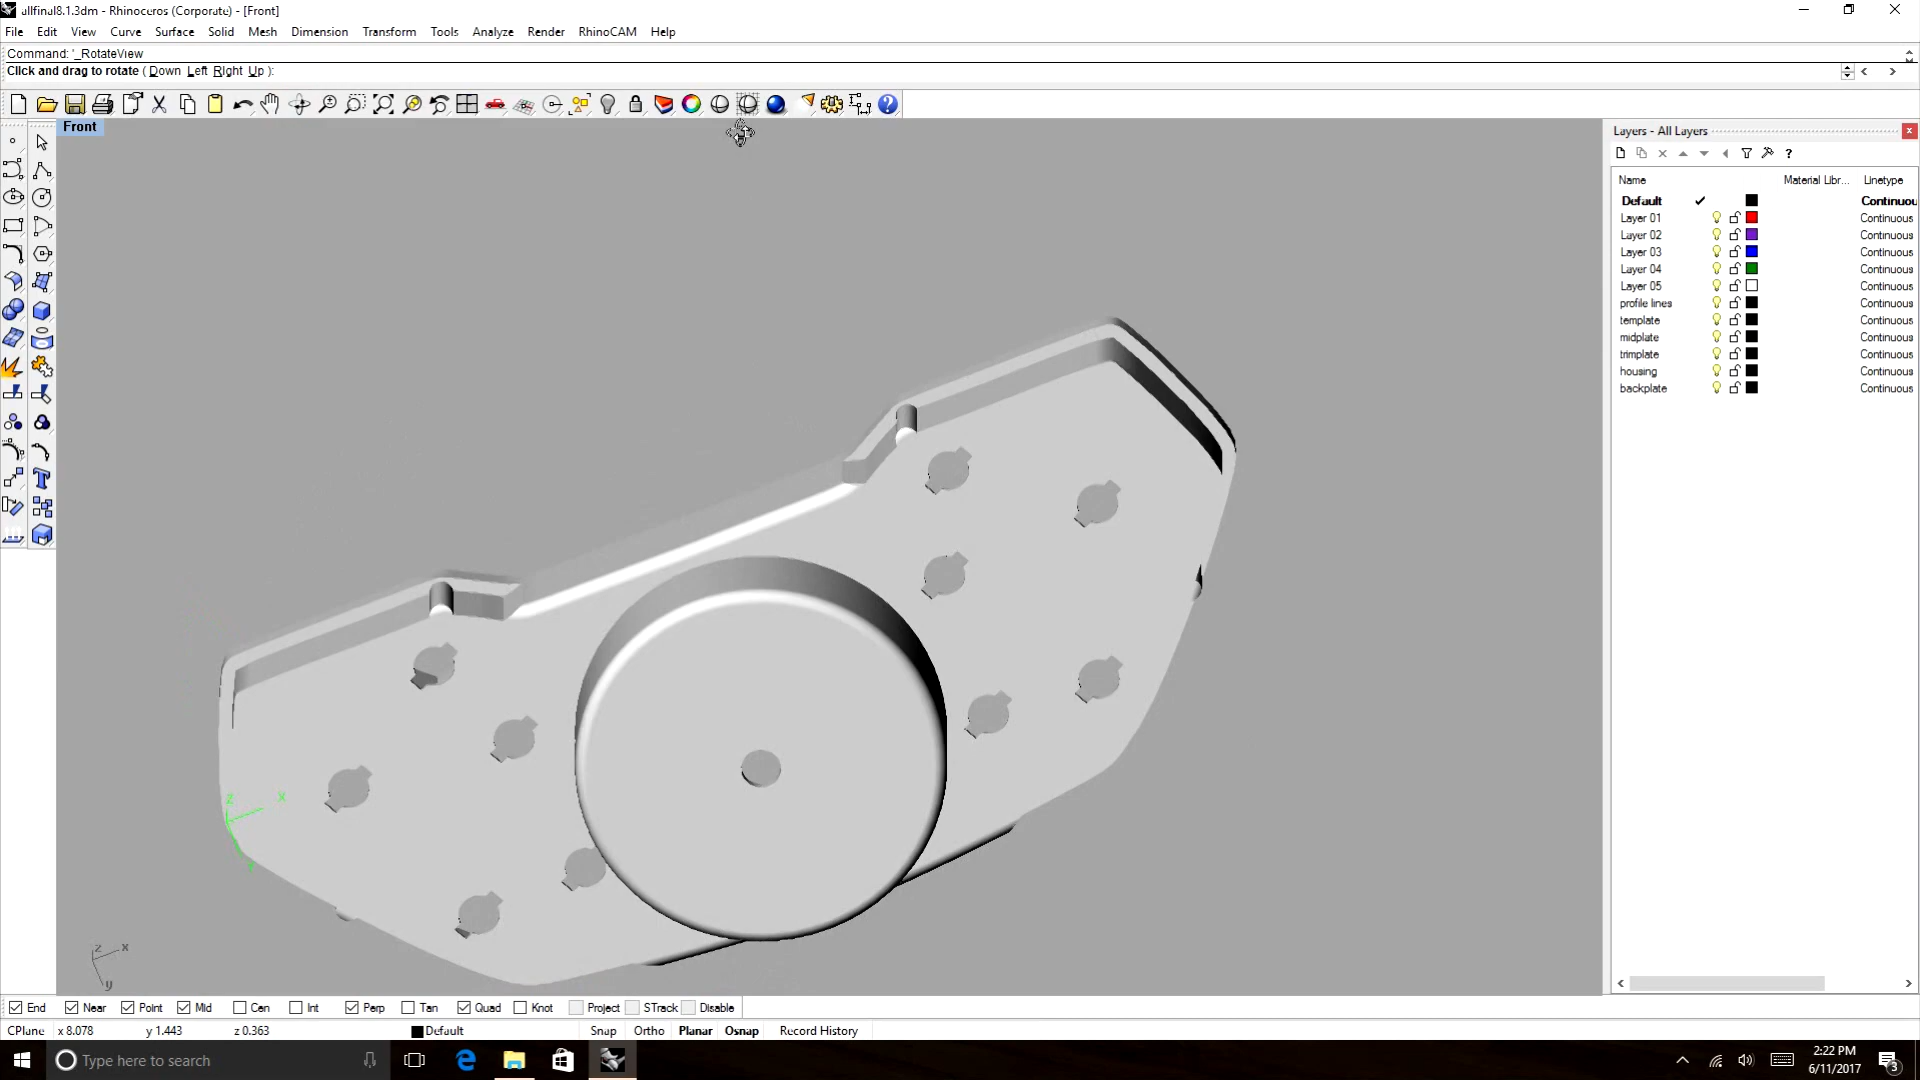 allfinal8.1.3dm - Rhinoceros (Corporate) - [Front]
File Edit View Curve Surface Solid Mesh Dimension Transform Tools Analyze Render RhinoCAM Help
Command: '_RotateView
Click and drag to rotate ( Down Left Right Up ):
Front
Layers - All Layers
Name Material Libr... Linetype
Default Continuou
Layer 01 Continuous
Layer 02 Continuous
Layer 03 Continuous
Layer 04 Continuous
Layer 05 Continuous
profile lines Continuous
template Continuous
midplate Continuous
trimplate Continuous
housing Continuous
backplate Continuous
z x
z x
y
End Near Point Mid Cen Int Perp Tan Quad Knot Project STrack Disable
CPlane x 8.078 y 1.443 z 0.363 Default Snap Ortho Planar Osnap Record History
Type here to search
2:22 PM
6/11/2017
3